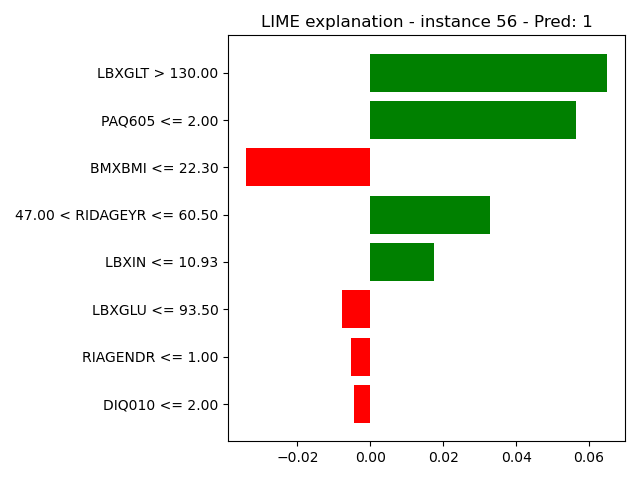 LIME explanation - instance 56 - Pred: 1
LBXGLT > 130.00
PAQ605 <= 2.00
BMXBMI <= 22.30
47.00 < RIDAGEYR <= 60.50
LBXIN <= 10.93
LBXGLU <= 93.50
RIAGENDR <= 1.00
DIQ010 <= 2.00
−0.02 0.00 0.02 0.04 0.06